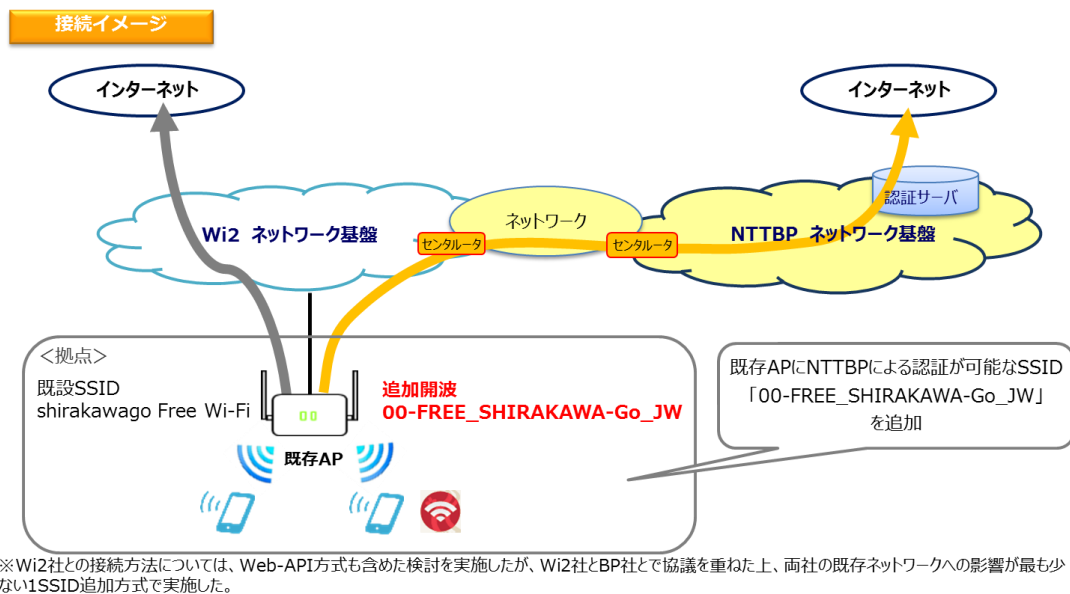 接続イメージ
インターネット
インターネット
認証サーバ
ネットワーク
Wi2 ネットワーク基盤
センタルータ
センタルータ
NTTBP ネットワーク基盤
＜拠点＞
既設SSID
shirakawago Free Wi-Fi
追加開波
00-FREE_SHIRAKAWA-Go_JW
既存AP
既存APにNTTBPによる認証が可能なSSID
「00-FREE_SHIRAKAWA-Go_JW」
を追加
※Wi2社との接続方法については、Web-API方式も含めた検討を実施したが、Wi2社とBP社とで協議を重ねた上、両社の既存ネットワークへの影響が最も少
ない1SSID追加方式で実施した。